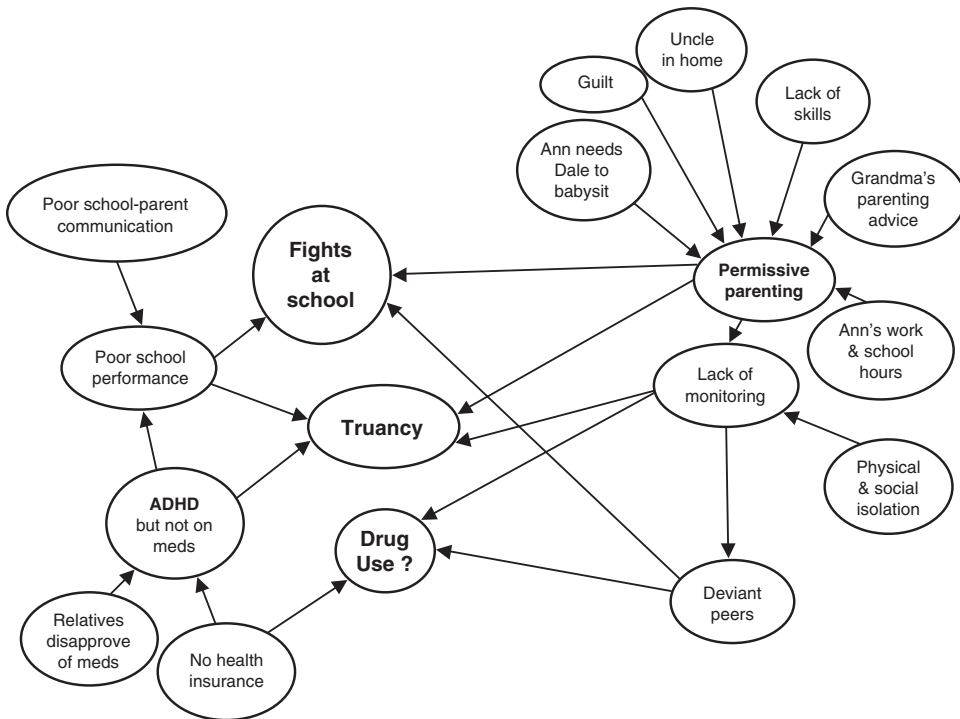 Uncle
in home
Guilt
Lack of
skills
Ann needs
Dale to
babysit
Grandma’s
parenting
advice
Poor school-parent
communication
Fights
at
school
Permissive
parenting
Ann’s work
& school
hours
Poor school
performance
Lack of
monitoring
Truancy
Physical
& social
isolation
ADHD
but not on
meds
Drug
Use ?
Deviant
peers
Relatives
disapprove
of meds
No health
insurance